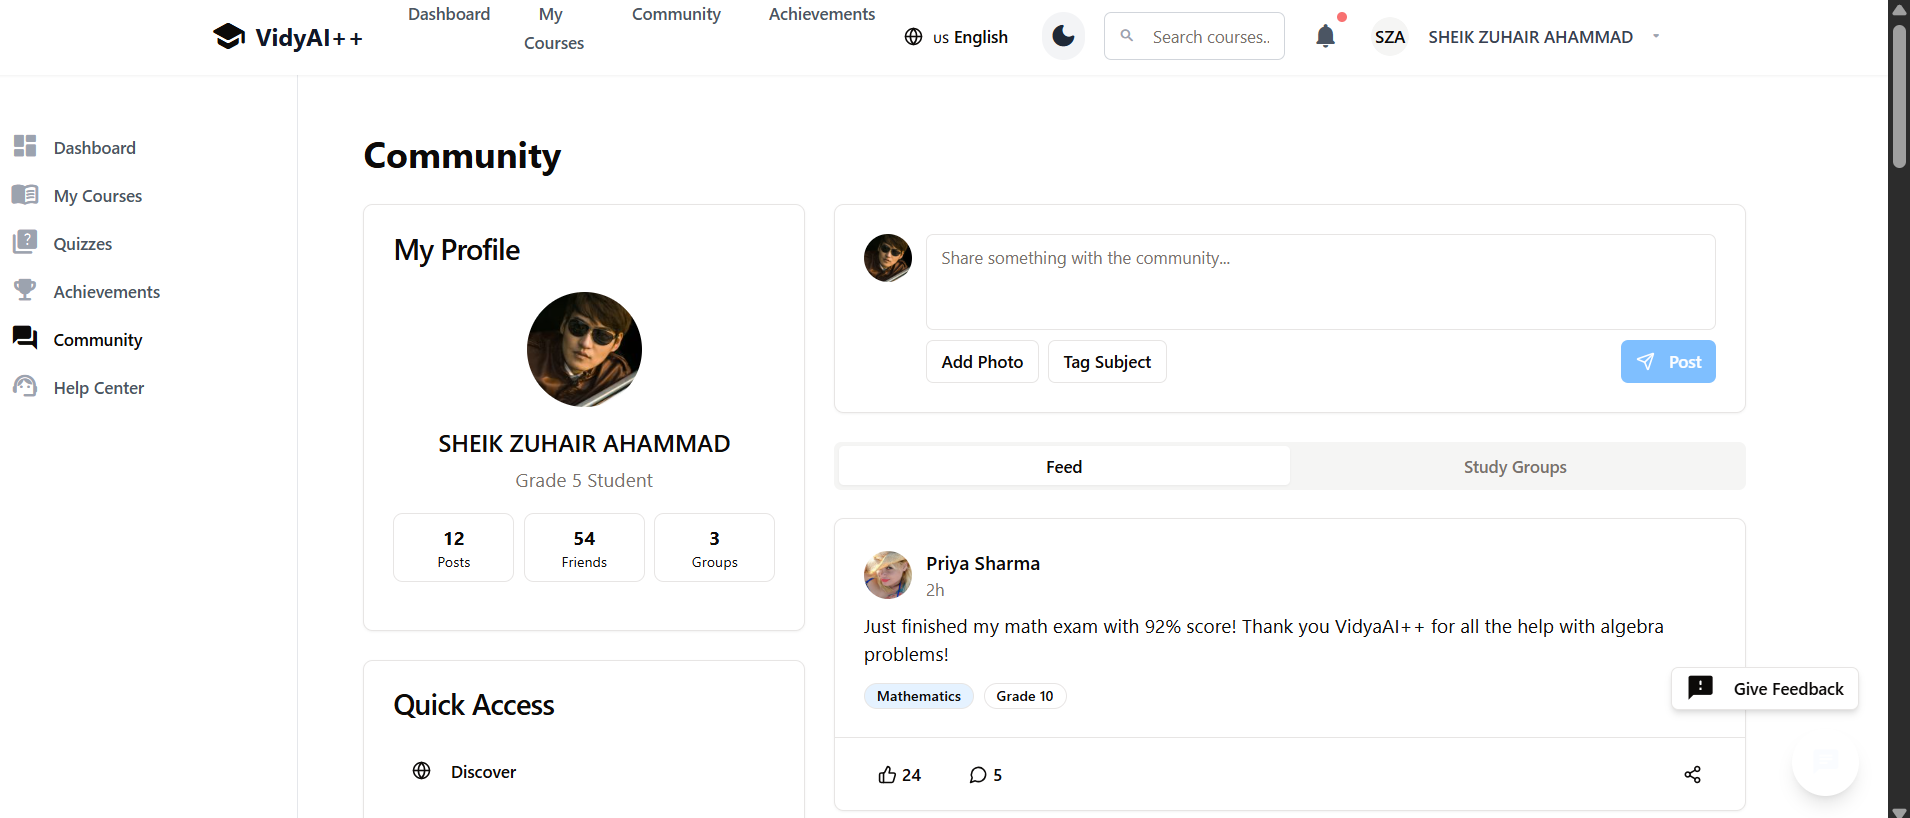 VidyAI++
Dashboard
My Courses
Community
Achievements
us English
Search courses..
SZA
SHEIK ZUHAIR AHAMMAD
Dashboard
My Courses
Quizzes
Achievements
Community
Help Center
Community
My Profile
SHEIK ZUHAIR AHAMMAD
Grade 5 Student
12
Posts
54
Friends
3
Groups
Quick Access
Discover
Share something with the community...
Add Photo
Tag Subject
Post
Feed
Study Groups
Priya Sharma
2h
Just finished my math exam with 92% score! Thank you VidyaAI++ for all the help with algebra
problems!
Mathematics
Grade 10
24
5
Give Feedback